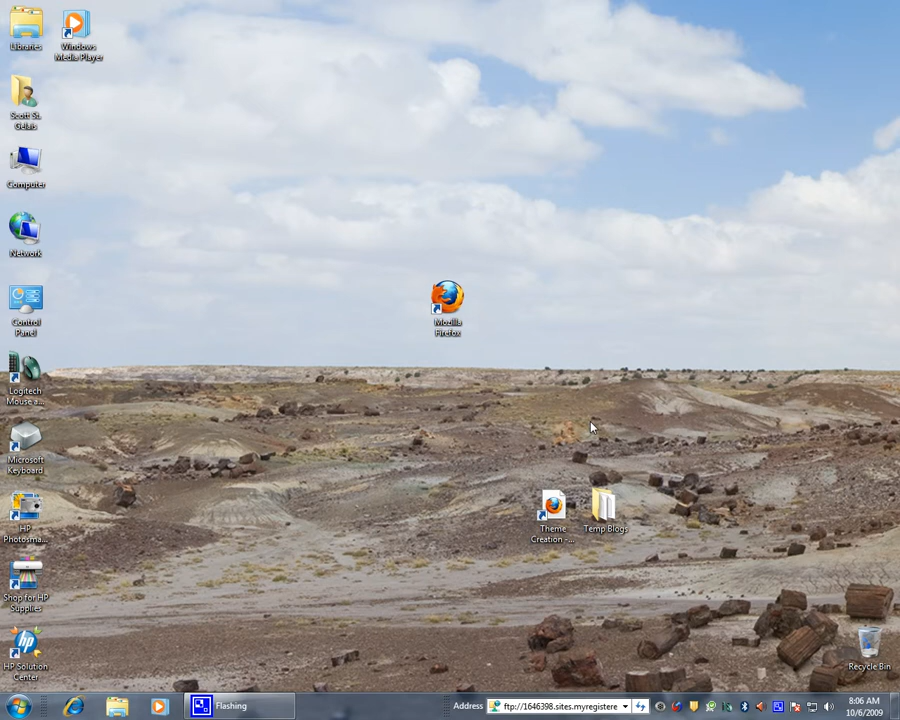 Libraries
Windows
Media Player
Scott St.
Gelais
Computer
Network
Control
Panel
Mozilla
Firefox
Logitech
Mouse a...
Microsoft
Keyboard
HP
Photosma...
Theme
Creation -...
Temp Blogs
Shop for HP
Supplies
HP Solution
Center
Recycle Bin
Flashing
Address
ftp://1646398.sites.myregistere
8:06 AM
10/6/2009